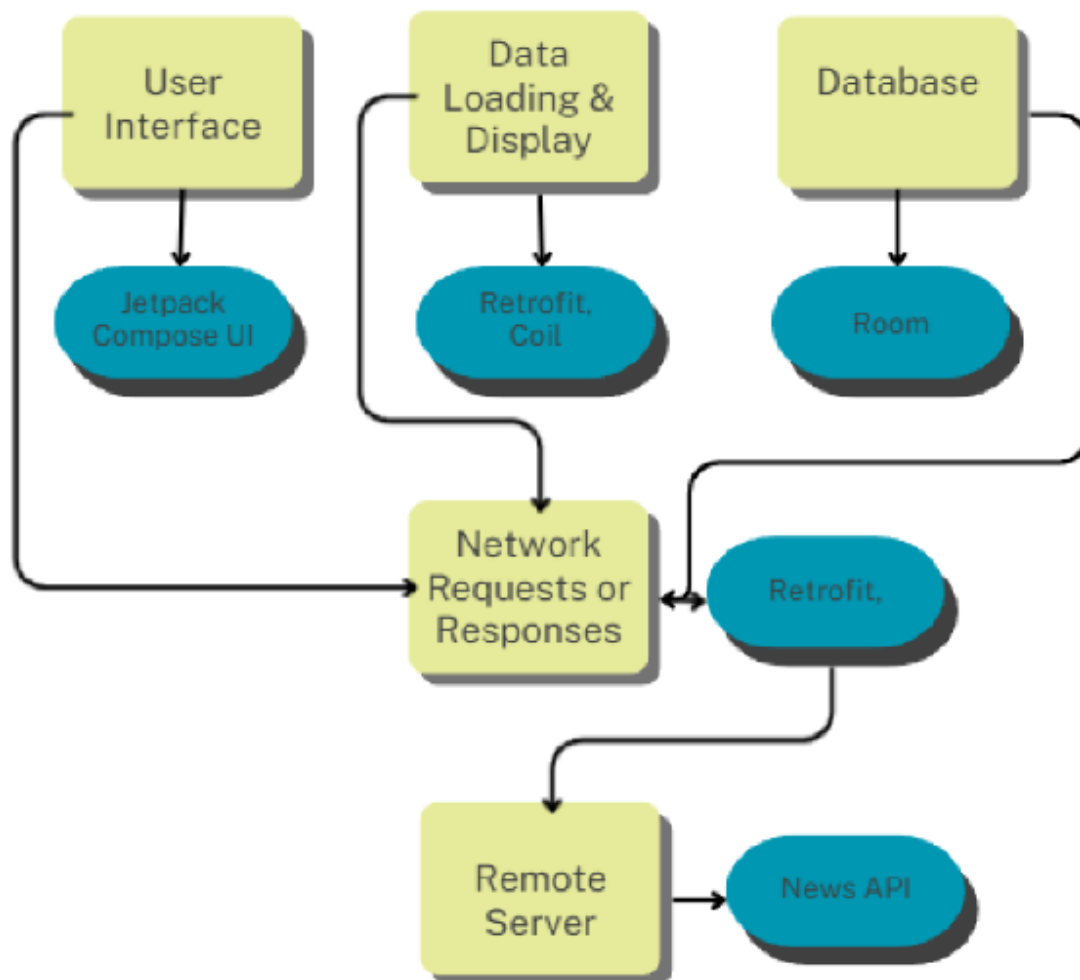 User
Interface
Data
Loading &
Display
Database
Jetpack
Compose UI
Retrofit,
Coil
Room
Network
Requests or
Responses
Retrofit,
Remote
Server
News API